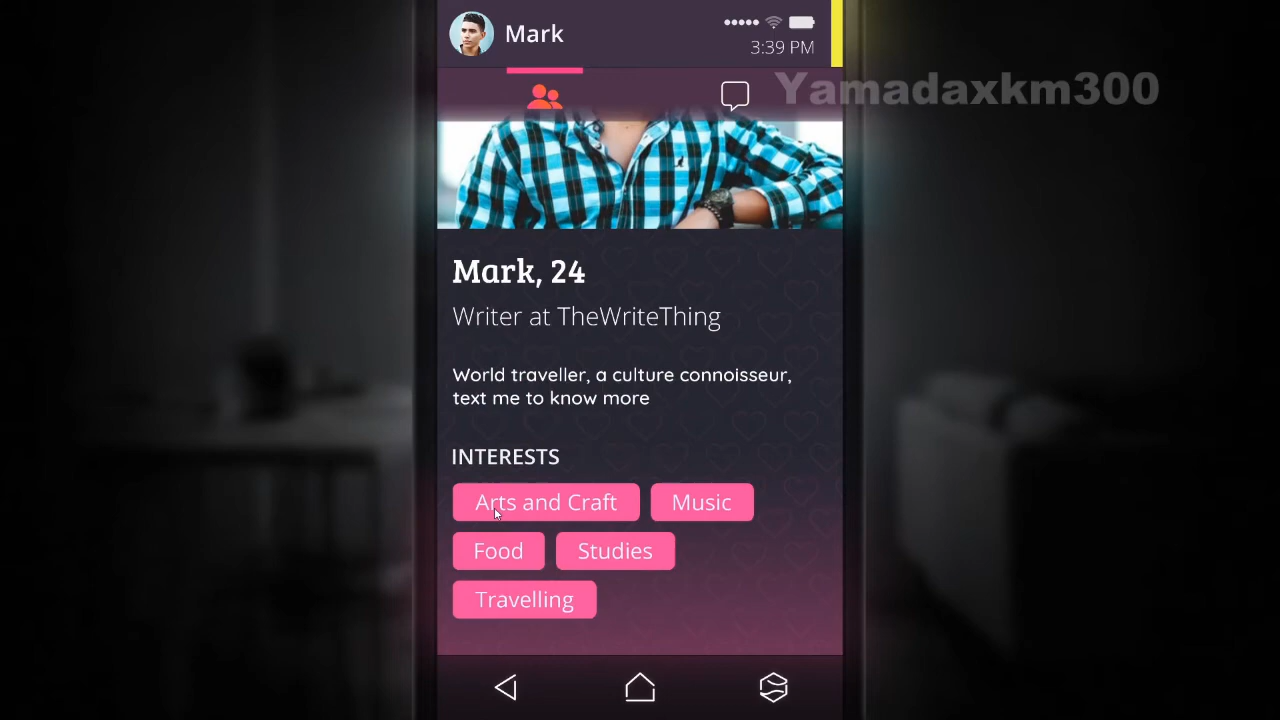 Mark
3:39 PM
Yamadaxkm300
Mark, 24
Writer at TheWriteThing
World traveller, a culture connoisseur,
text me to know more
INTERESTS
Arts and Craft Music
Food Studies
Travelling